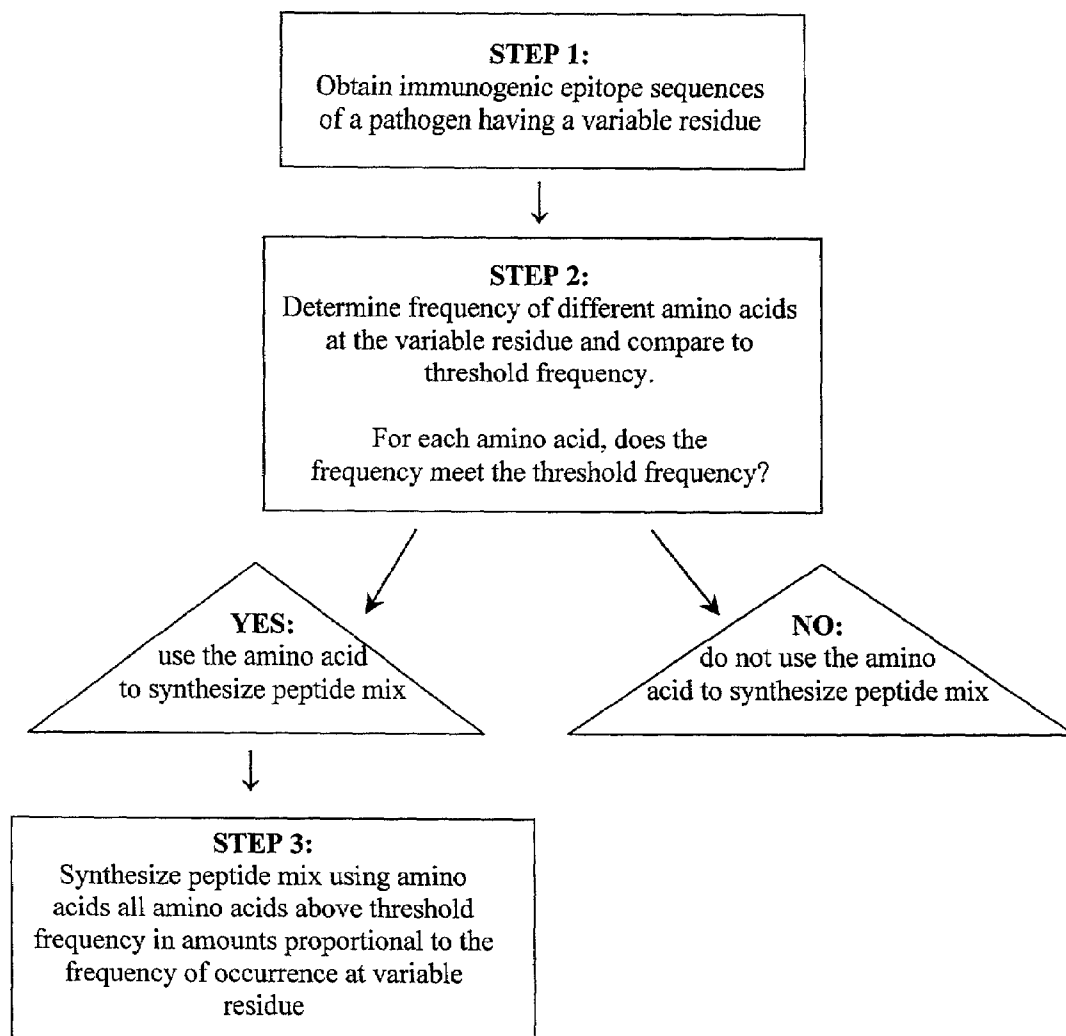 STEP 1:
Obtain immunogenic epitope sequences
of a pathogen having a variable residue
STEP 2:
Determine frequency of different amino acids
at the variable residue and compare to
threshold frequency.
For each amino acid, does the
frequency meet the threshold frequency?
YES:
use the amino acid
to synthesize peptide mix
NO:
do not use the amino
acid to synthesize peptide mix
STEP 3:
Synthesize peptide mix using amino
acids all amino acids above threshold
frequency in amounts proportional to the
frequency of occurrence at variable
residue